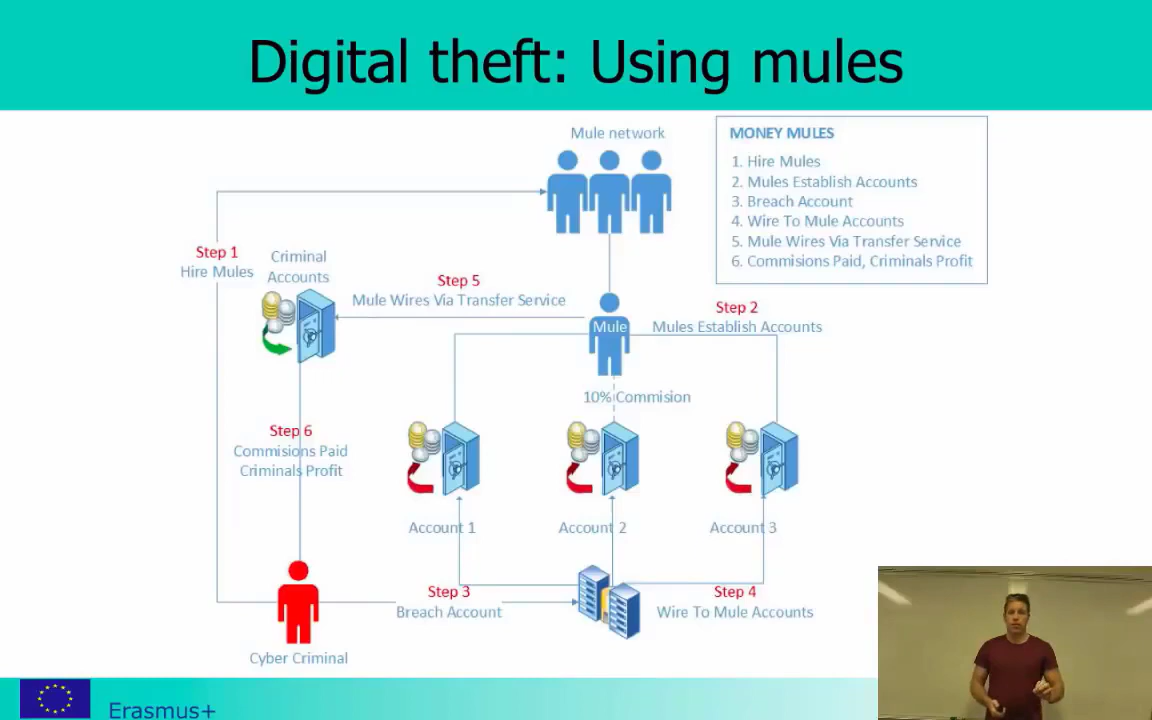 Digital theft: Using mules
Mule network
MONEY MULES
1. Hire Mules
2. Mules Establish Accounts
3. Breach Account
4. Wire To Mule Accounts
5. Mule Wires Via Transfer Service
6. Commisions Paid, Criminals Profit
Step 1
Hire Mules
Criminal
Accounts
Step 5
Mule Wires Via Transfer Service
Mule
Step 2
Mules Establish Accounts
10% Commision
Step 6
Commisions Paid
Criminals Profit
Account 1
Account 2
Account 3
Step 3
Breach Account
Step 4
Wire To Mule Accounts
Cyber Criminal
Erasmus+